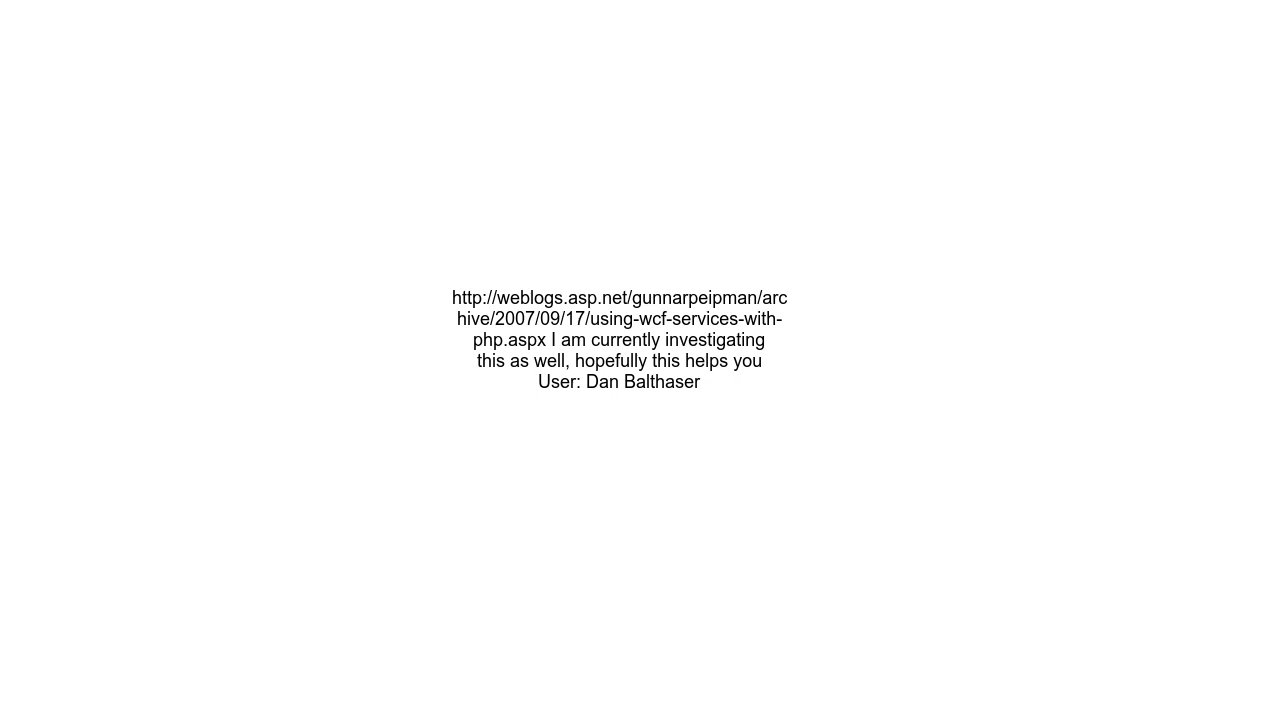 http://weblogs.asp.net/gunnarpeipman/arc
hive/2007/09/17/using-wcf-services-with-
php.aspx I am currently investigating
this as well, hopefully this helps you
User: Dan Balthaser